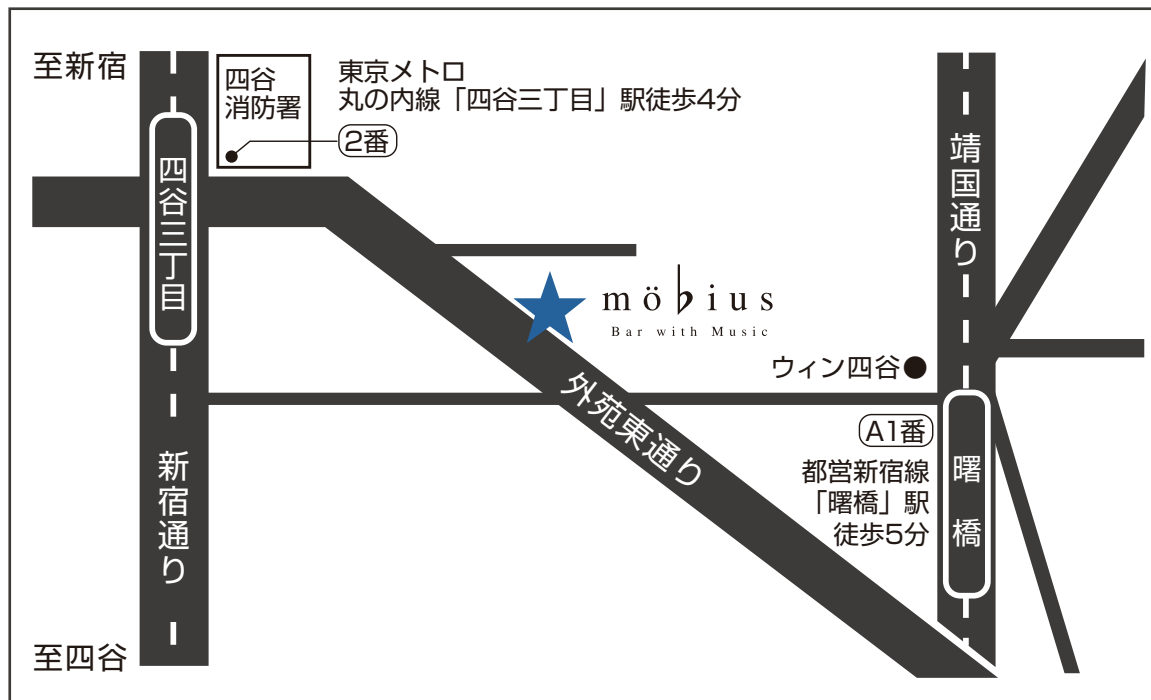 至新宿
四谷
消防署
東京メトロ
丸の内線「四谷三丁目」駅徒歩4分
2番
四谷三丁目
靖国通り
möbius
Bar with Music
ウィン四谷
外苑東通り
A1番
新宿通り
都営新宿線
「曙橋」駅
徒歩5分
曙橋
至四谷